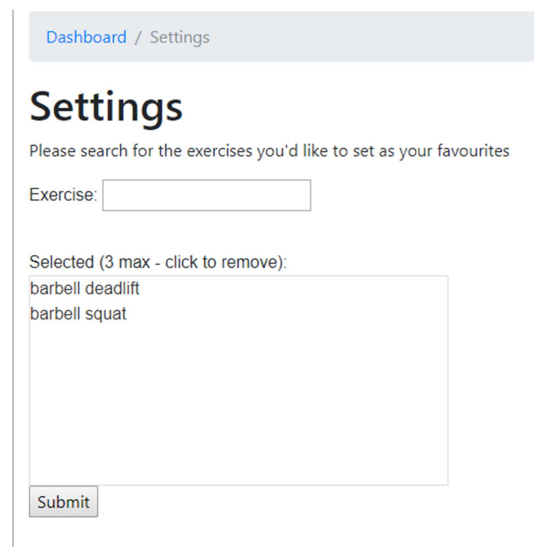 Dashboard / Settings
Settings
Please search for the exercises you'd like to set as your favourites
Exercise:
Selected (3 max - click to remove):
barbell deadlift
barbell squat
Submit